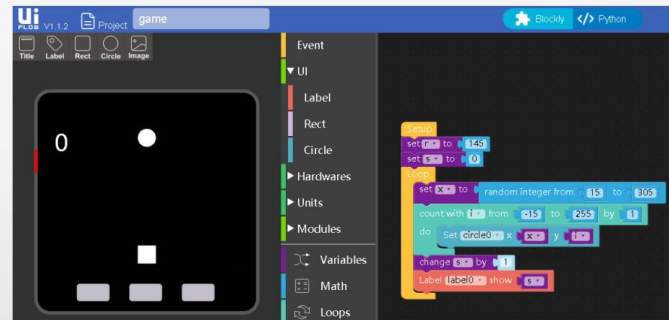 Ui FLOW V1.1.2 Project game Blockly </> Python
Title Label Rect Circle Image
Event
UI
Label
Rect
Circle
Hardwares
Units
Modules
Variables
Math
Loops
0
Setup
set r to 145
set s to 0
Loop
set x to random integer from 15 to 305
count with i from -15 to 255 by 1
do Set circle0 x x y i
change s by 1
Label label0 show s